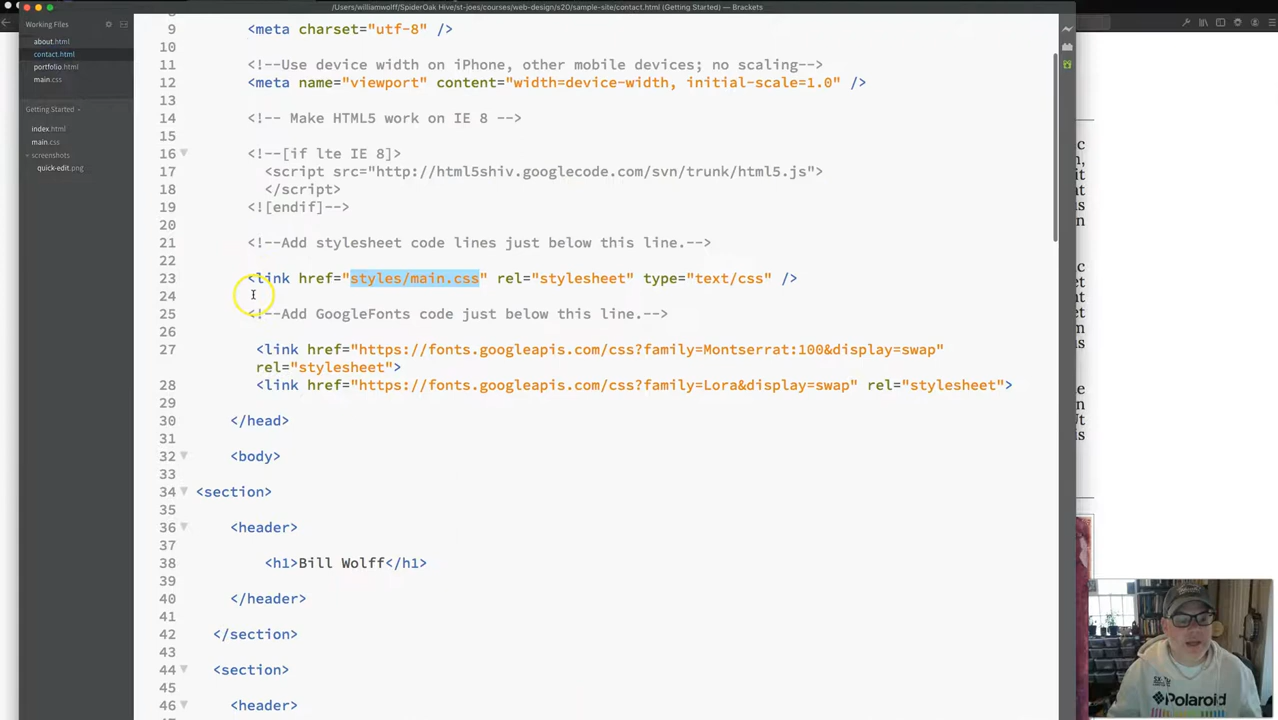 /Users/williamwolff/SpiderOak Hive/st-joes/courses/web-design/s20/sample-site/contact.html (Getting Started) — Brackets
Working Files
about.html
contact.html
portfolio.html
main.css
Getting Started
index.html
main.css
screenshots
quick-edit.png
9 <meta charset="utf-8" />
10
11 <!--Use device width on iPhone, other mobile devices; no scaling-->
12 <meta name="viewport" content="width=device-width, initial-scale=1.0" />
13
14 <!-- Make HTML5 work on IE 8 -->
15
16 <!--[if lte IE 8]>
17 <script src="http://html5shiv.googlecode.com/svn/trunk/html5.js">
18 </script>
19 <![endif]-->
20
21 <!--Add stylesheet code lines just below this line.-->
22
23 <link href="styles/main.css" rel="stylesheet" type="text/css" />
24
25 <!--Add GoogleFonts code just below this line.-->
26
27 <link href="https://fonts.googleapis.com/css?family=Montserrat:100&display=swap"
rel="stylesheet">
28 <link href="https://fonts.googleapis.com/css?family=Lora&display=swap" rel="stylesheet">
29
30 </head>
31
32 <body>
33
34 <section>
35
36 <header>
37
38 <h1>Bill Wolff</h1>
39
40 </header>
41
42 </section>
43
44 <section>
45
46 <header>
POLAROID